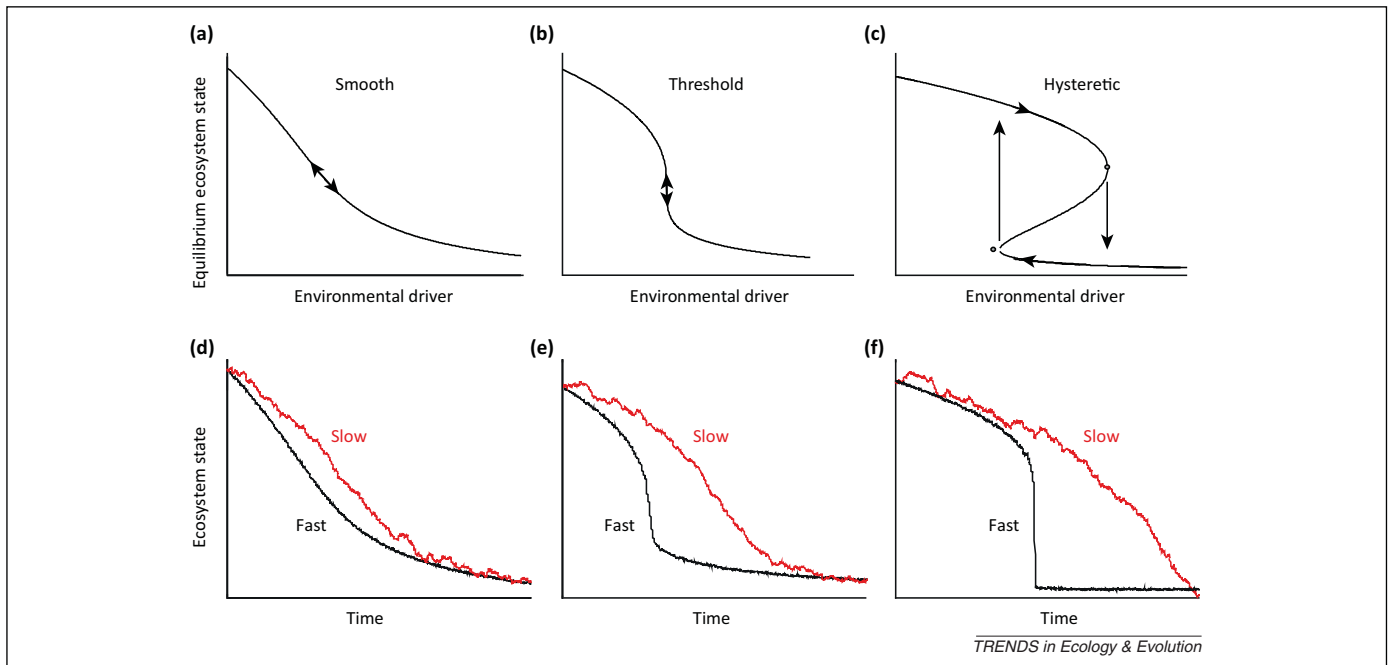 (a)
(b)
(c)
Smooth
Threshold
Hysteretic
Equilibrium ecosystem state
Environmental driver
Environmental driver
Environmental driver
(d)
(e)
(f)
Slow
Slow
Slow
Fast
Fast
Fast
Ecosystem state
Time
Time
Time
TRENDS in Ecology & Evolution